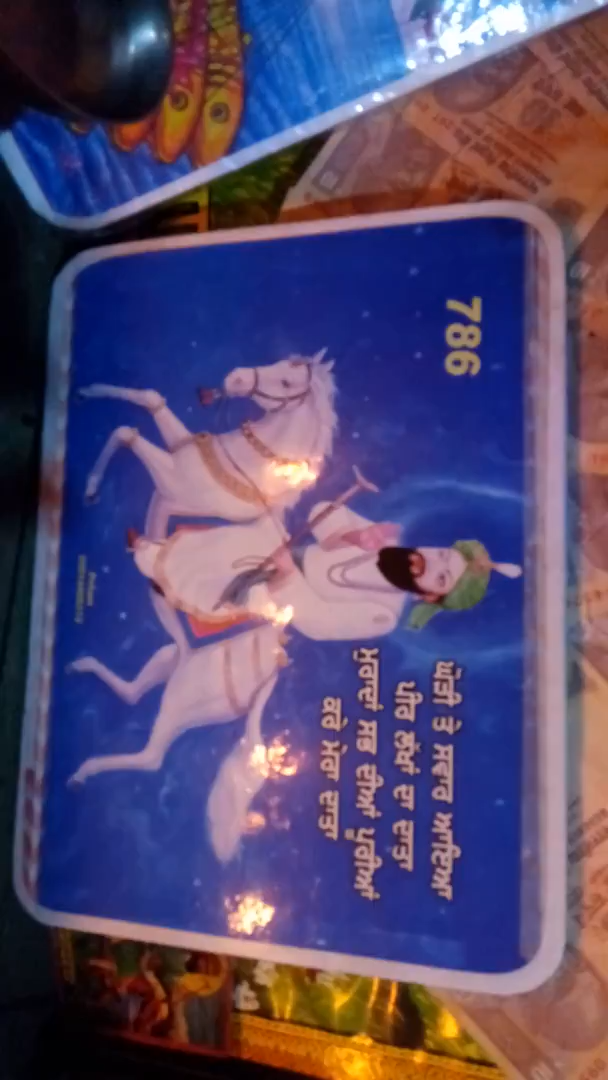 786
ਘੋੜੀ ਤੇ ਸਵਾਰ ਆਇਆ
ਪੀਰ ਲੱਖਾਂ ਦਾ ਦਾਤਾ
ਮੁਰਾਦਾਂ ਸਭ ਦੀਆਂ ਪੂਰੀਆਂ
ਕਰੇ ਮੇਰਾ ਦਾਤਾ